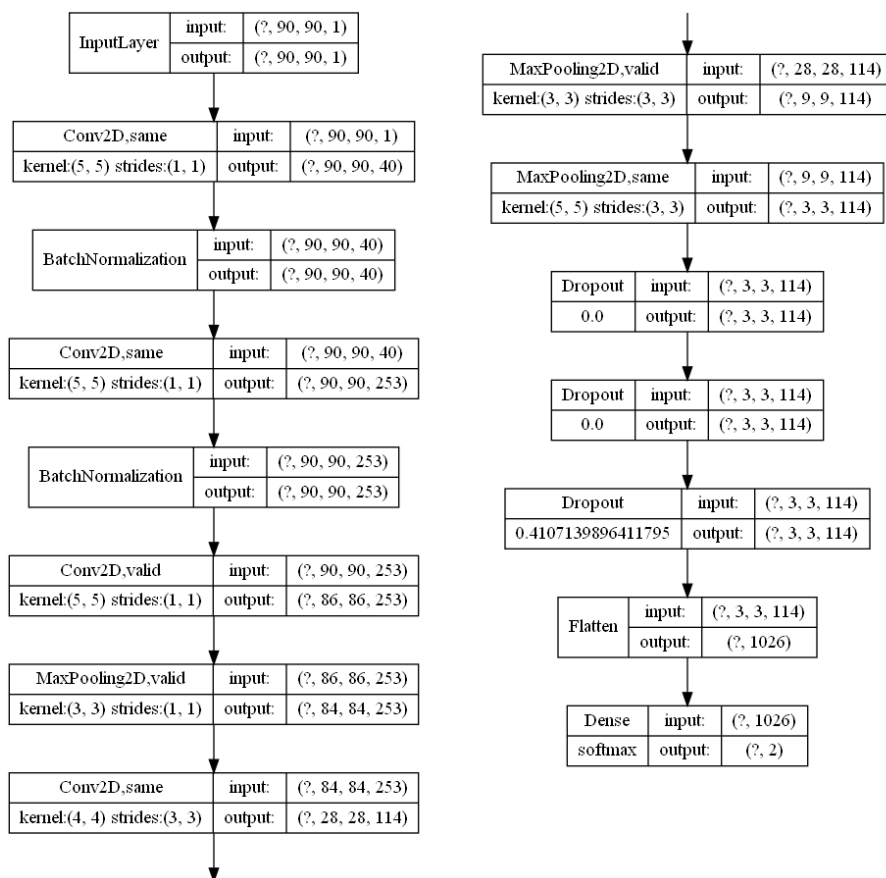 InputLayer input: (?, 90, 90, 1)
output: (?, 90, 90, 1)
Conv2D,same input: (?, 90, 90, 1)
kernel:(5, 5) strides:(1, 1) output: (?, 90, 90, 40)
BatchNormalization input: (?, 90, 90, 40)
output: (?, 90, 90, 40)
Conv2D,same input: (?, 90, 90, 40)
kernel:(5, 5) strides:(1, 1) output: (?, 90, 90, 253)
BatchNormalization input: (?, 90, 90, 253)
output: (?, 90, 90, 253)
Conv2D,valid input: (?, 90, 90, 253)
kernel:(5, 5) strides:(1, 1) output: (?, 86, 86, 253)
MaxPooling2D,valid input: (?, 86, 86, 253)
kernel:(3, 3) strides:(1, 1) output: (?, 84, 84, 253)
Conv2D,same input: (?, 84, 84, 253)
kernel:(4, 4) strides:(3, 3) output: (?, 28, 28, 114)
MaxPooling2D,valid input: (?, 28, 28, 114)
kernel:(3, 3) strides:(3, 3) output: (?, 9, 9, 114)
MaxPooling2D,same input: (?, 9, 9, 114)
kernel:(5, 5) strides:(3, 3) output: (?, 3, 3, 114)
Dropout input: (?, 3, 3, 114)
0.0 output: (?, 3, 3, 114)
Dropout input: (?, 3, 3, 114)
0.0 output: (?, 3, 3, 114)
Dropout input: (?, 3, 3, 114)
0.4107139896411795 output: (?, 3, 3, 114)
Flatten input: (?, 3, 3, 114)
output: (?, 1026)
Dense input: (?, 1026)
softmax output: (?, 2)